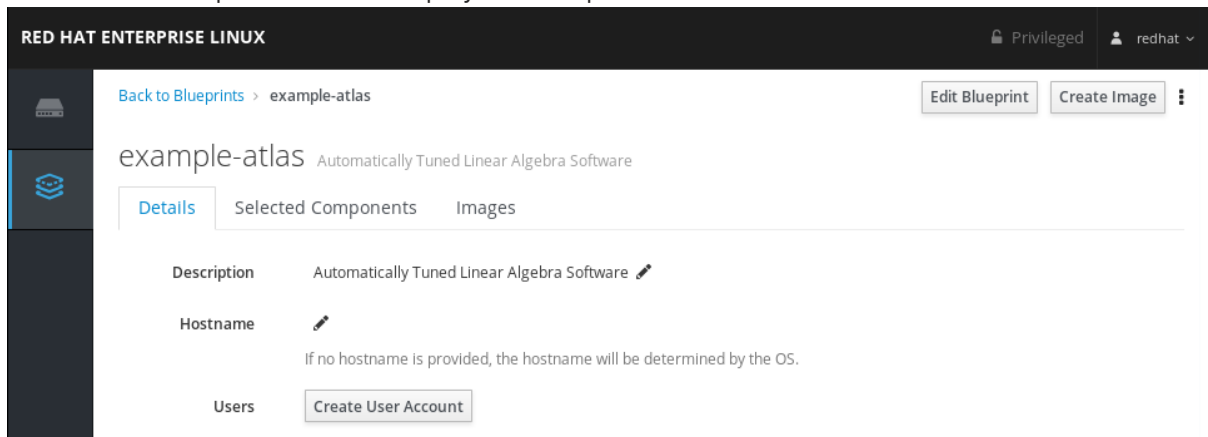 RED HAT ENTERPRISE LINUX Privileged redhat
Back to Blueprints > example-atlas Edit Blueprint Create Image
example-atlas Automatically Tuned Linear Algebra Software
Details Selected Components Images
Description Automatically Tuned Linear Algebra Software
Hostname
If no hostname is provided, the hostname will be determined by the OS.
Users Create User Account